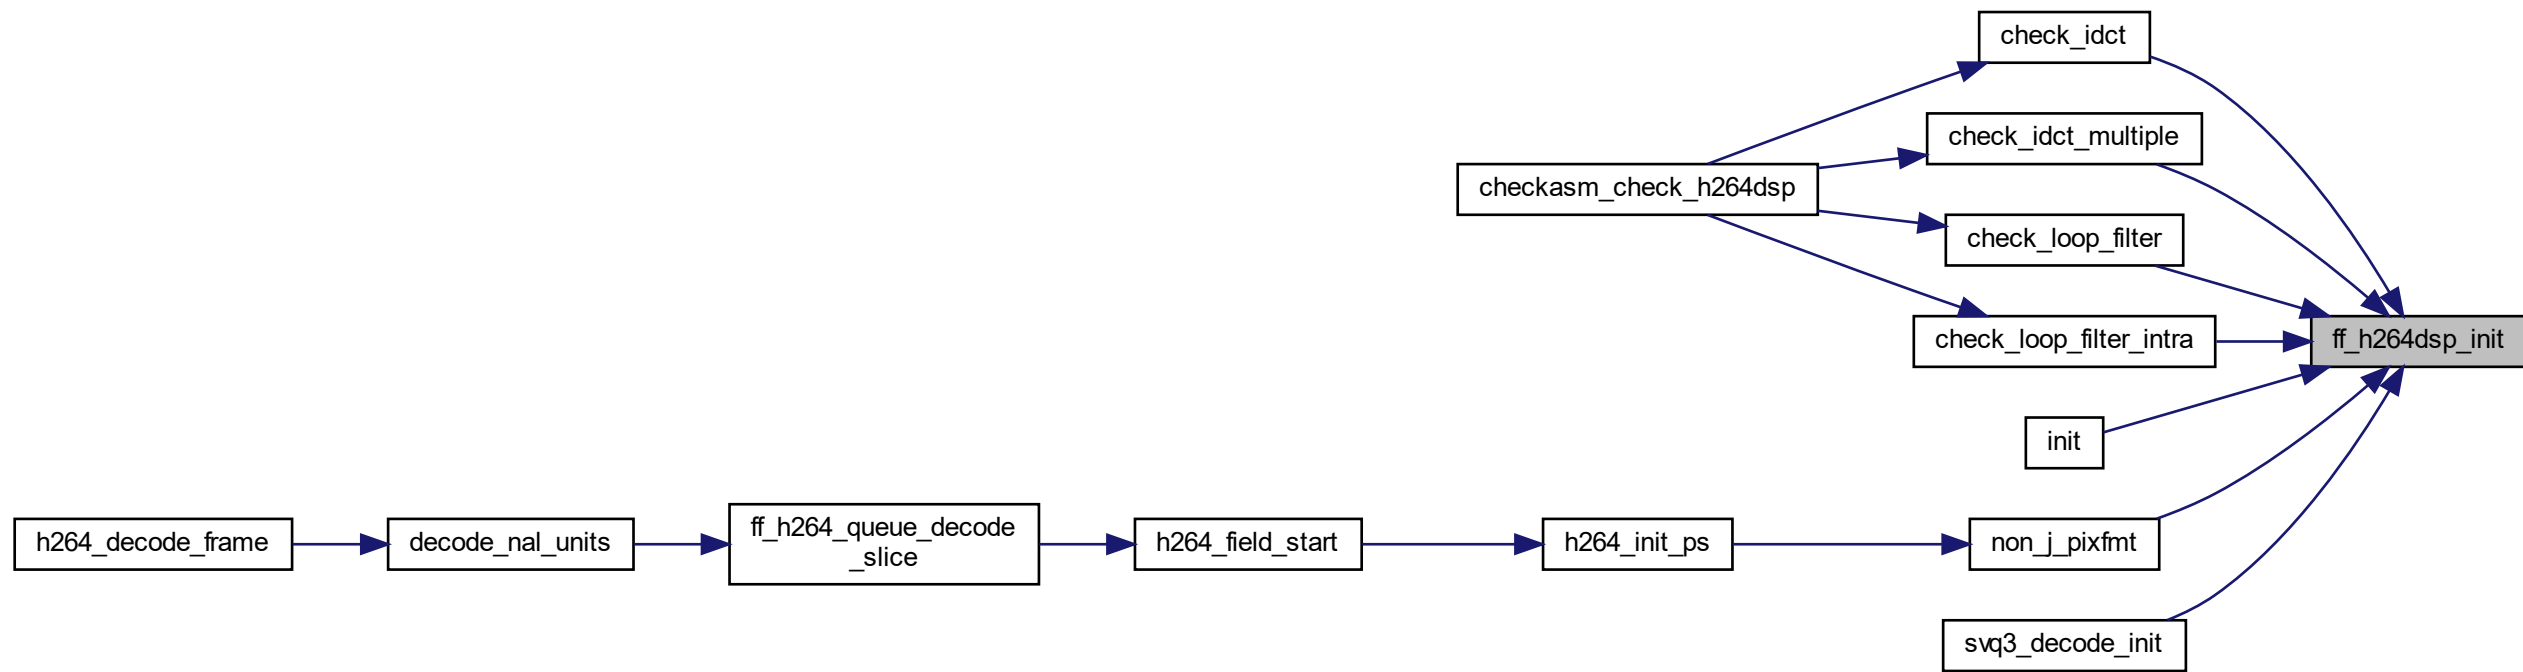 check_idct
check_idct_multiple
checkasm_check_h264dsp
check_loop_filter
check_loop_filter_intra
ff_h264dsp_init
init
h264_decode_frame
decode_nal_units
ff_h264_queue_decode
_slice
h264_field_start
h264_init_ps
non_j_pixfmt
svq3_decode_init